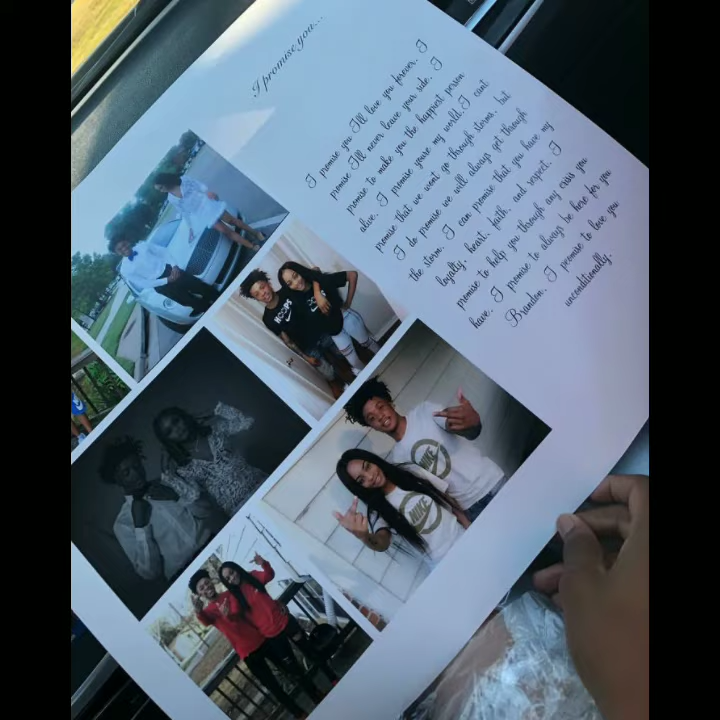 I promise you...
I promise you I'll love you forever. I
promise I'll never leave your side. I
promise to make you the happiest person
alive. I promise youre my world. I cant
promise that we wont go through storms, but
I do promise we will always get through
the storm. I can promise that you have my
loyalty, heart, faith, and respect. I
promise to help you through any crisis you
have. I promise to always be here for you
Brandon. I promise to love you
unconditionally.
HOOPS
NIKE
NIKE